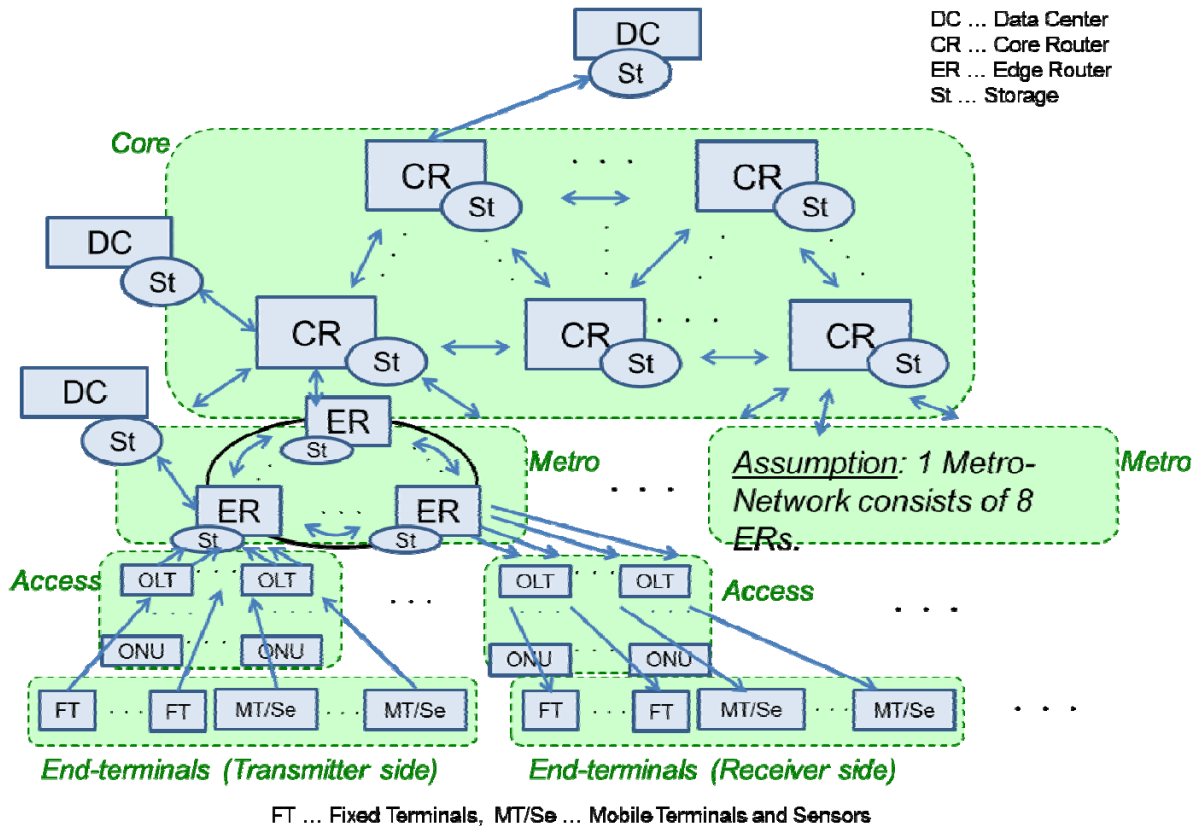 DC
St
DC ... Data Center
CR ... Core Router
ER ... Edge Router
St ... Storage
Core
CR
St
. . .
CR
St
DC
St
CR
St
CR
St
. . .
CR
St
DC
St
ER
St
Metro
ER
St
. . .
ER
St
. . .
Assumption: 1 Metro-
Network consists of 8
ERs.
Metro
Access
OLT
OLT
ONU
ONU
. . .
OLT
OLT
ONU
ONU
Access
. . .
FT
FT
MT/Se
MT/Se
FT
FT
MT/Se
MT/Se
. . .
End-terminals (Transmitter side)
End-terminals (Receiver side)
FT ... Fixed Terminals, MT/Se ... Mobile Terminals and Sensors